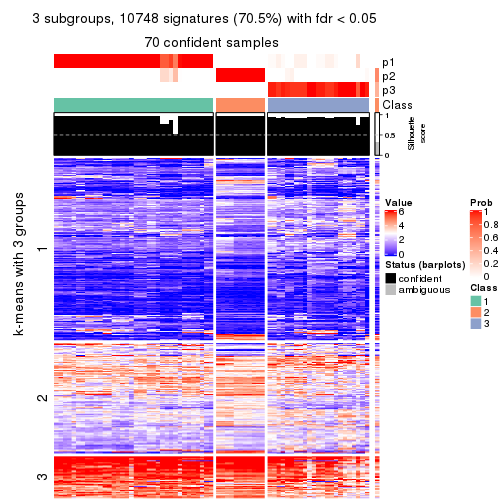 3 subgroups, 10748 signatures (70.5%) with fdr < 0.05
70 confident samples
p1
p2
p3
Class
1
0.5
0
Silhouette
score
k-means with 3 groups
1
2
3
Value
6
4
2
0
Status (barplots)
confident
ambiguous
Prob
1
0.8
0.6
0.4
0.2
0
Class
1
2
3